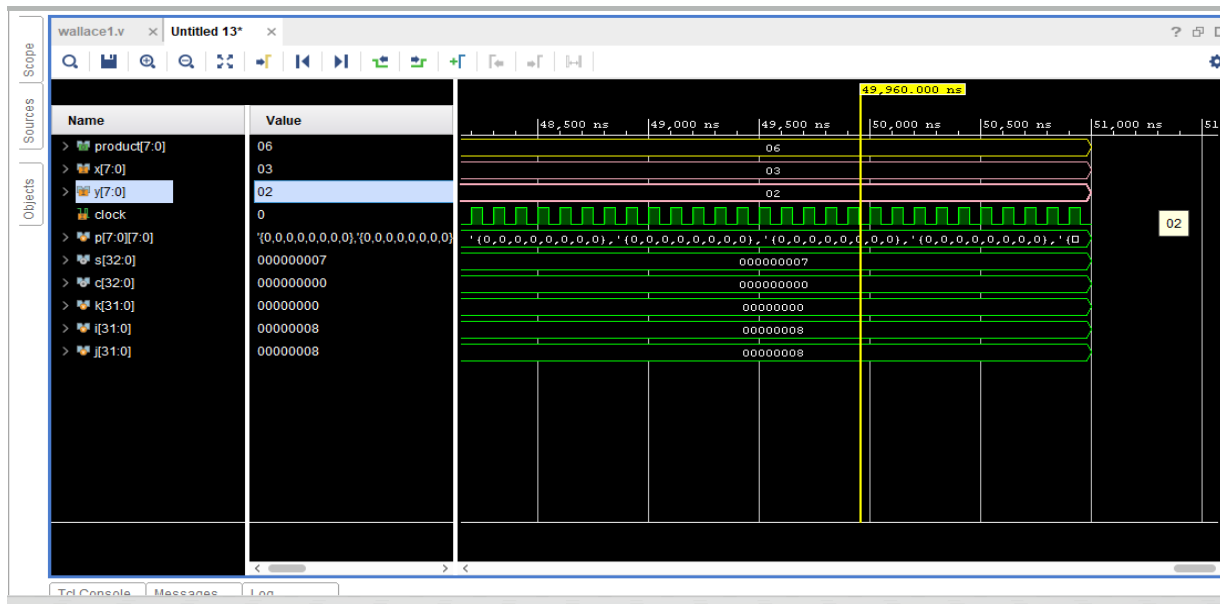 wallace1.v × Untitled 13* × ?
Scope
Sources
Objects
49,960.000 ns
Name Value
48,500 ns 49,000 ns 49,500 ns 50,000 ns 50,500 ns 51,000 ns 51
product[7:0] 06 06
x[7:0] 03 03
y[7:0] 02 02
clock 0 02
p[7:0][7:0] '{0,0,0,0,0,0,0,0},'{0,0,0,0,0,0,0,0} '{0,0,0,0,0,0,0,0},'{0,0,0,0,0,0,0,0},'{0,0,0,0,0,0,0,0},'{0,0,0,0,0,0,0,0},'{0
s[32:0] 000000007 000000007
c[32:0] 000000000 000000000
k[31:0] 00000000 00000000
i[31:0] 00000008 00000008
j[31:0] 00000008 00000008
Tcl Console Messages Log